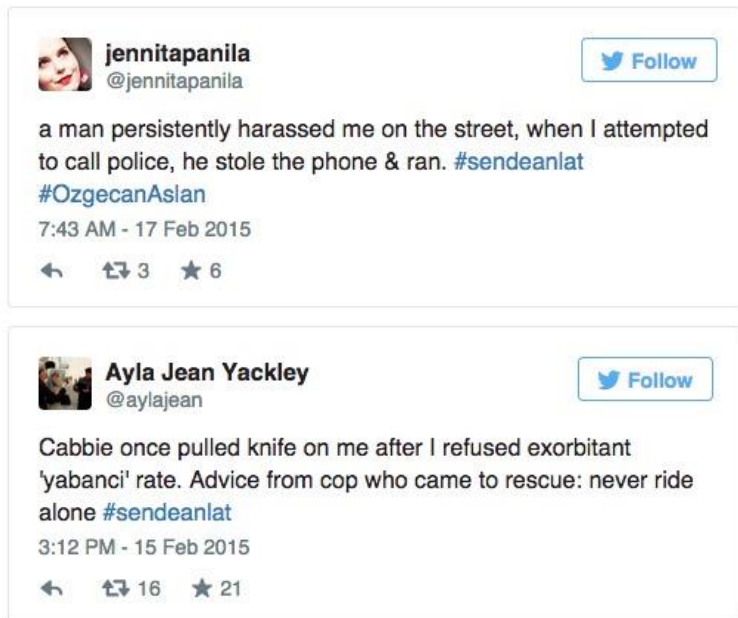 jennitapanila
Follow
@jennitapanila
a man persistently harassed me on the street, when I attempted
to call police, he stole the phone & ran. #sendeanlat
#OzgecanAslan
7:43 AM - 17 Feb 2015
3 6
Ayla Jean Yackley
Follow
@aylajean
Cabbie once pulled knife on me after I refused exorbitant
'yabanci' rate. Advice from cop who came to rescue: never ride
alone #sendeanlat
3:12 PM - 15 Feb 2015
16 21